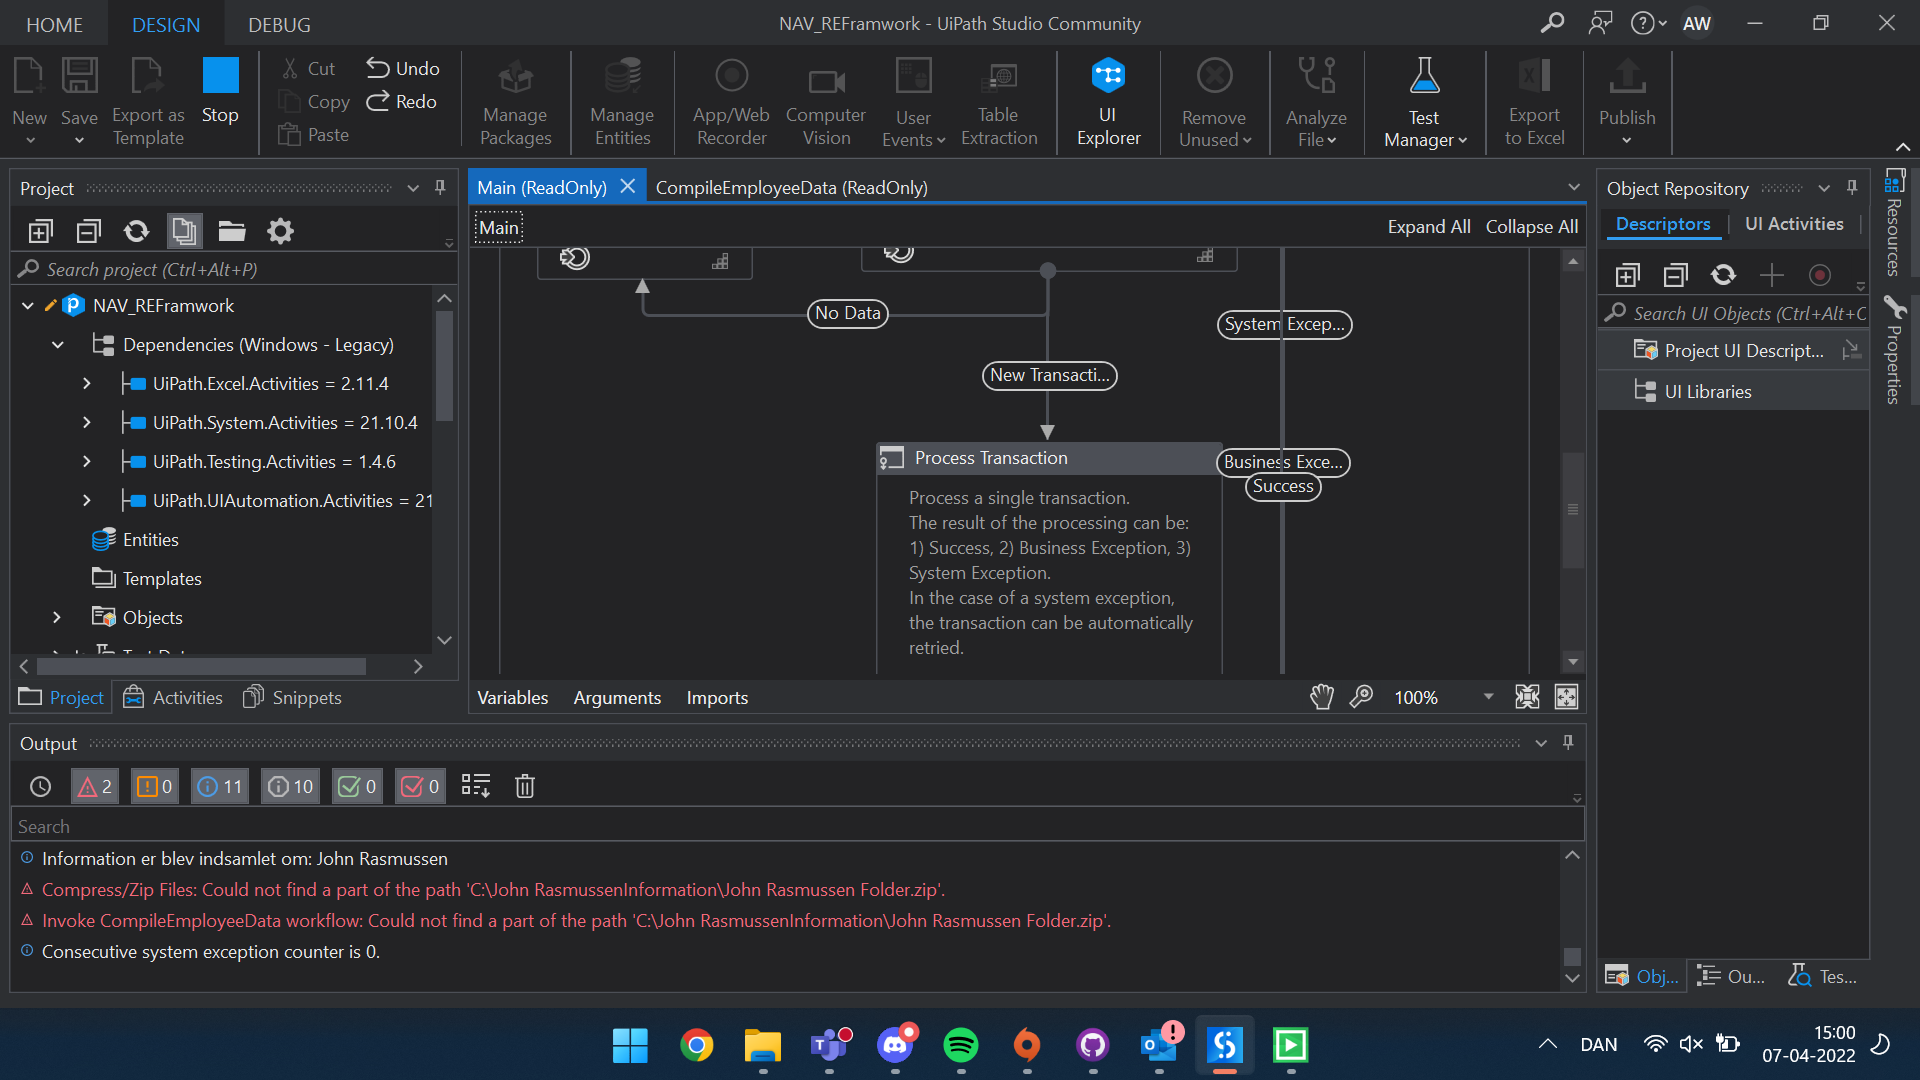 HOME
DESIGN
DEBUG
NAV_REFramwork - UiPath Studio Community
AW
New
Save
Export as
Template
Stop
Cut
Copy
Paste
Undo
Redo
Manage
Packages
Manage
Entities
App/Web
Recorder
Computer
Vision
User
Events
Table
Extraction
UI
Explorer
Remove
Unused
Analyze
File
Test
Manager
Export
to Excel
Publish
Project
Main (ReadOnly)
CompileEmployeeData (ReadOnly)
Object Repository
Resources
Properties
Main
Expand All
Collapse All
Descriptors
UI Activities
Search project (Ctrl+Alt+P)
NAV_REFramwork
Dependencies (Windows - Legacy)
UiPath.Excel.Activities = 2.11.4
UiPath.System.Activities = 21.10.4
UiPath.Testing.Activities = 1.4.6
UiPath.UIAutomation.Activities = 21
Entities
Templates
Objects
No Data
System Excep...
New Transacti...
Process Transaction
Business Exce...
Success
Process a single transaction.
The result of the processing can be:
1) Success, 2) Business Exception, 3)
System Exception.
In the case of a system exception,
the transaction can be automatically
retried.
Search UI Objects (Ctrl+Alt+C
Project UI Descript...
UI Libraries
Project
Activities
Snippets
Variables
Arguments
Imports
100%
Output
2
0
11
10
0
0
Search
Information er blev indsamlet om: John Rasmussen
Compress/Zip Files: Could not find a part of the path 'C:\John RasmussenInformation\John Rasmussen Folder.zip'.
Invoke CompileEmployeeData workflow: Could not find a part of the path 'C:\John RasmussenInformation\John Rasmussen Folder.zip'.
Consecutive system exception counter is 0.
Obj...
Ou...
Tes...
DAN
15:00
07-04-2022